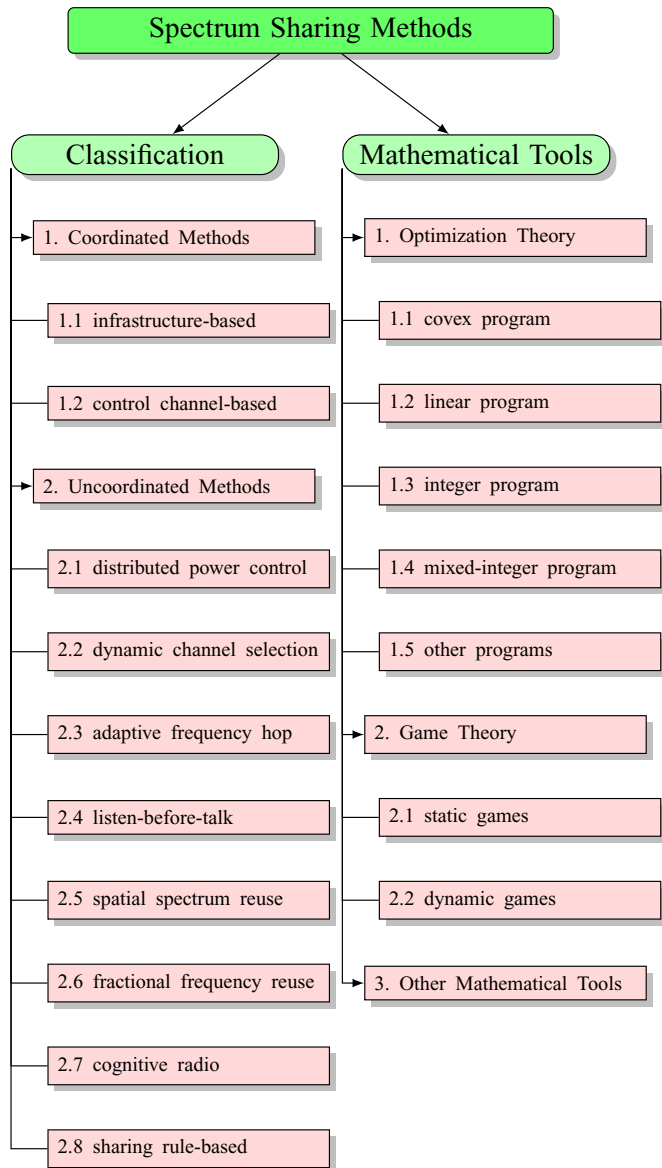 Spectrum Sharing Methods
Classification
1. Coordinated Methods
1.1 infrastructure-based
1.2 control channel-based
2. Uncoordinated Methods
2.1 distributed power control
2.2 dynamic channel selection
2.3 adaptive frequency hop
2.4 listen-before-talk
2.5 spatial spectrum reuse
2.6 fractional frequency reuse
2.7 cognitive radio
2.8 sharing rule-based
Mathematical Tools
1. Optimization Theory
1.1 covex program
1.2 linear program
1.3 integer program
1.4 mixed-integer program
1.5 other programs
2. Game Theory
2.1 static games
2.2 dynamic games
3. Other Mathematical Tools